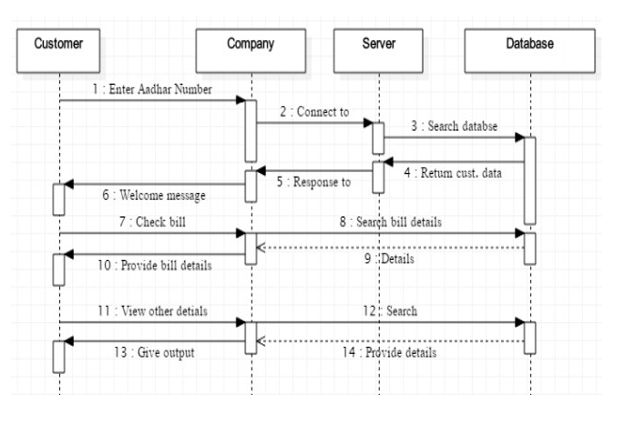 Customer Company Server Database
1 : Enter Aadhar Number
2 : Connect to
3 : Search databse
4 : Return cust. data
5 : Response to
6 : Welcome message
7 : Check bill
8 : Search bill details
9 : Details
10 : Provide bill details
11 : View other detials
12 : Search
13 : Give output
14 : Provide details